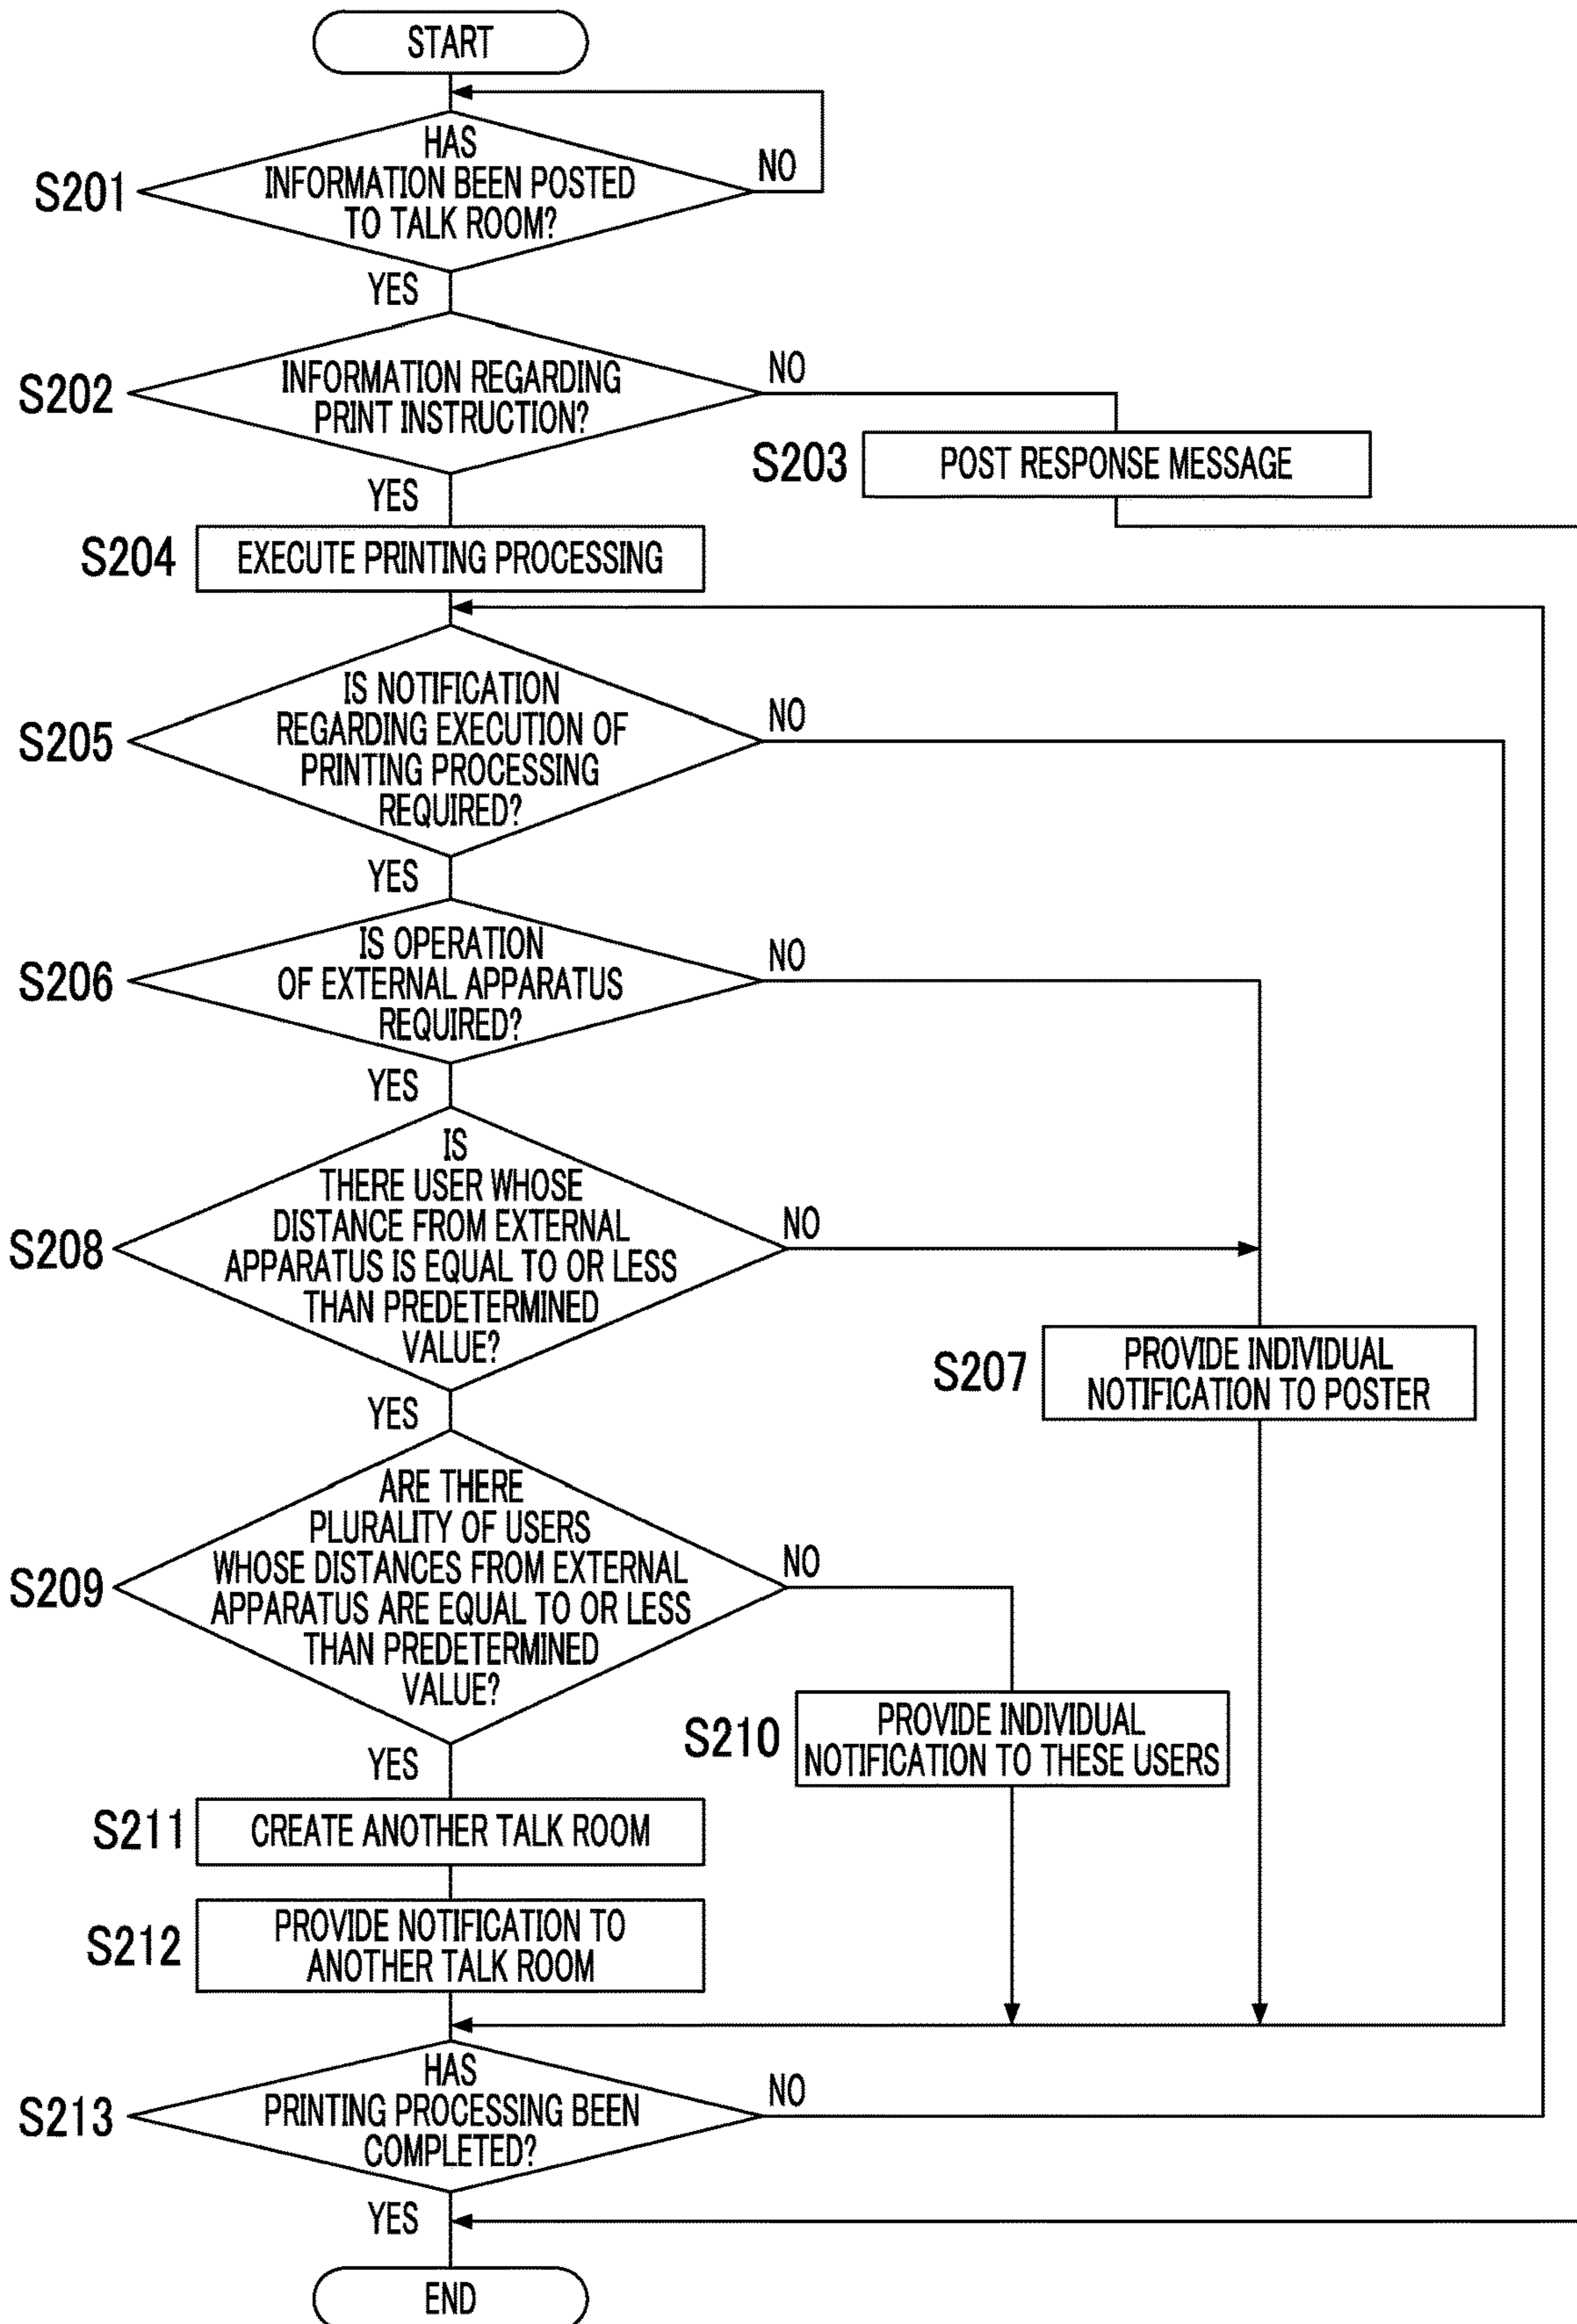 START
HAS
INFORMATION BEEN POSTED
TO TALK ROOM?
S201
NO
YES
INFORMATION REGARDING
PRINT INSTRUCTION?
S202
NO
S203
POST RESPONSE MESSAGE
YES
S204
EXECUTE PRINTING PROCESSING
IS NOTIFICATION
REGARDING EXECUTION OF
PRINTING PROCESSING
REQUIRED?
S205
NO
YES
IS OPERATION
OF EXTERNAL APPARATUS
REQUIRED?
S206
NO
YES
IS
THERE USER WHOSE
DISTANCE FROM EXTERNAL
APPARATUS IS EQUAL TO OR LESS
THAN PREDETERMINED
VALUE?
S208
NO
S207
PROVIDE INDIVIDUAL
NOTIFICATION TO POSTER
YES
ARE THERE
PLURALITY OF USERS
WHOSE DISTANCES FROM EXTERNAL
APPARATUS ARE EQUAL TO OR LESS
THAN PREDETERMINED
VALUE?
S209
NO
S210
PROVIDE INDIVIDUAL
NOTIFICATION TO THESE USERS
YES
S211
CREATE ANOTHER TALK ROOM
S212
PROVIDE NOTIFICATION TO
ANOTHER TALK ROOM
HAS
PRINTING PROCESSING BEEN
COMPLETED?
S213
NO
YES
END